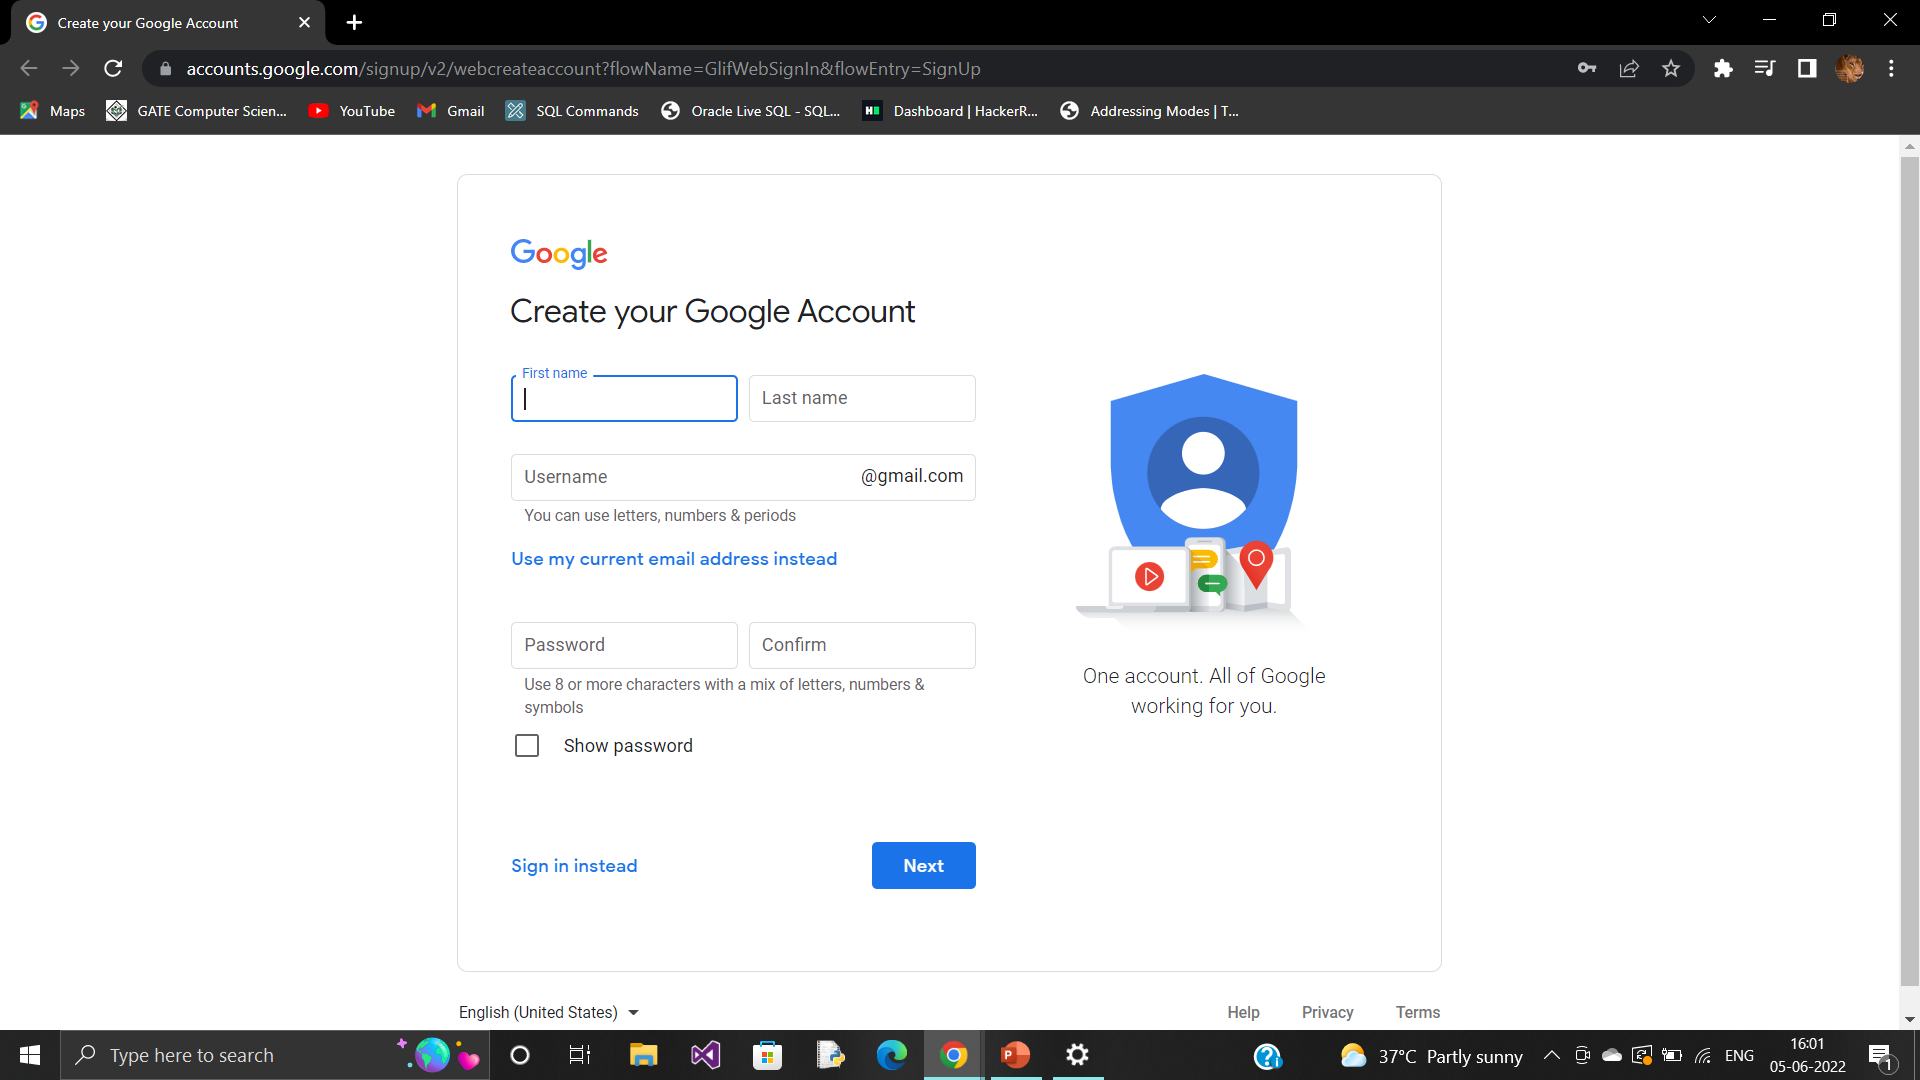 Create your Google Account
accounts.google.com/signup/v2/webcreateaccount?flowName=GlifWebSignIn&flowEntry=SignUp
Maps
GATE Computer Scien...
YouTube
Gmail
SQL Commands
Oracle Live SQL - SQL...
Dashboard | HackerR...
Addressing Modes | T...
Google
Create your Google Account
First name
Last name
Username
@gmail.com
You can use letters, numbers & periods
Use my current email address instead
Password
Confirm
Use 8 or more characters with a mix of letters, numbers &
symbols
Show password
Sign in instead
Next
One account. All of Google
working for you.
English (United States)
Help
Privacy
Terms
Type here to search
37°C Partly sunny
ENG
16:01
05-06-2022
1